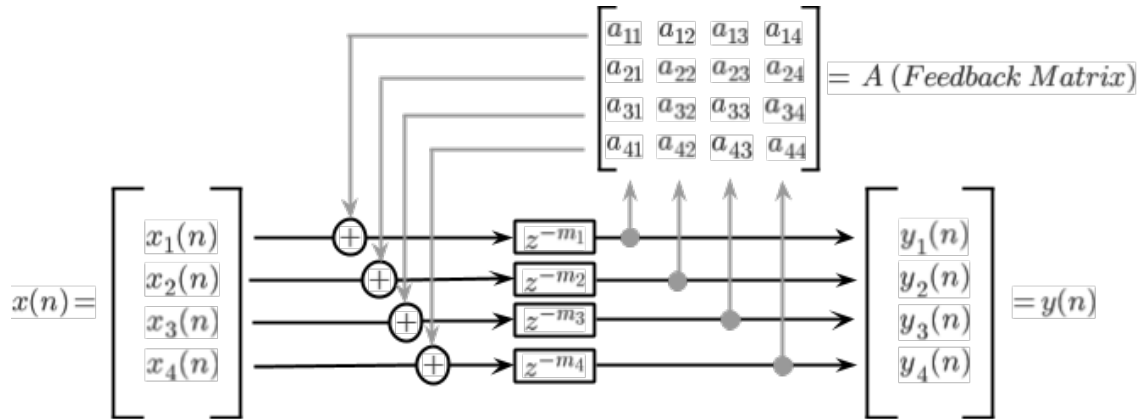 a₁₁ a₁₂ a₁₃ a₁₄
a₂₁ a₂₂ a₂₃ a₂₄
= A (Feedback Matrix)
a₃₁ a₃₂ a₃₃ a₃₄
a₄₁ a₄₂ a₄₃ a₄₄
x₁(n) + z⁻ᵐ¹ y₁(n)
x₂(n) + z⁻ᵐ² y₂(n)
x(n) =
= y(n)
x₃(n) + z⁻ᵐ³ y₃(n)
x₄(n) + z⁻ᵐ⁴ y₄(n)